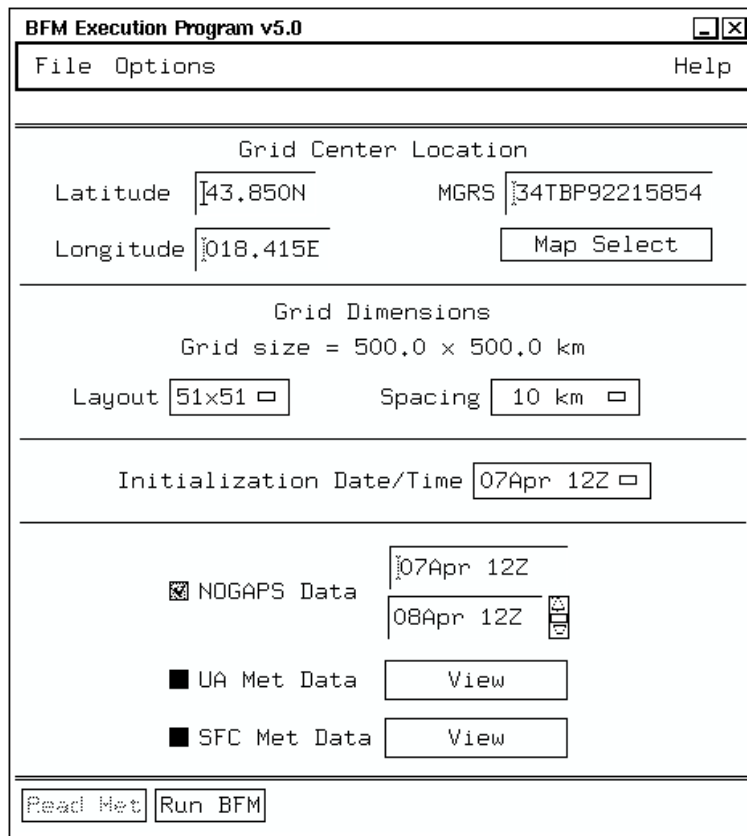 BFM Execution Program v5.0
File Options Help
Grid Center Location
Latitude 43.850N MGRS 34TBP92215854
Longitude 018.415E Map Select
Grid Dimensions
Grid size = 500.0 x 500.0 km
Layout 51x51 Spacing 10 km
Initialization Date/Time 07Apr 12Z
07Apr 12Z
NOGAPS Data
08Apr 12Z
UA Met Data View
SFC Met Data View
Read Met Run BFM